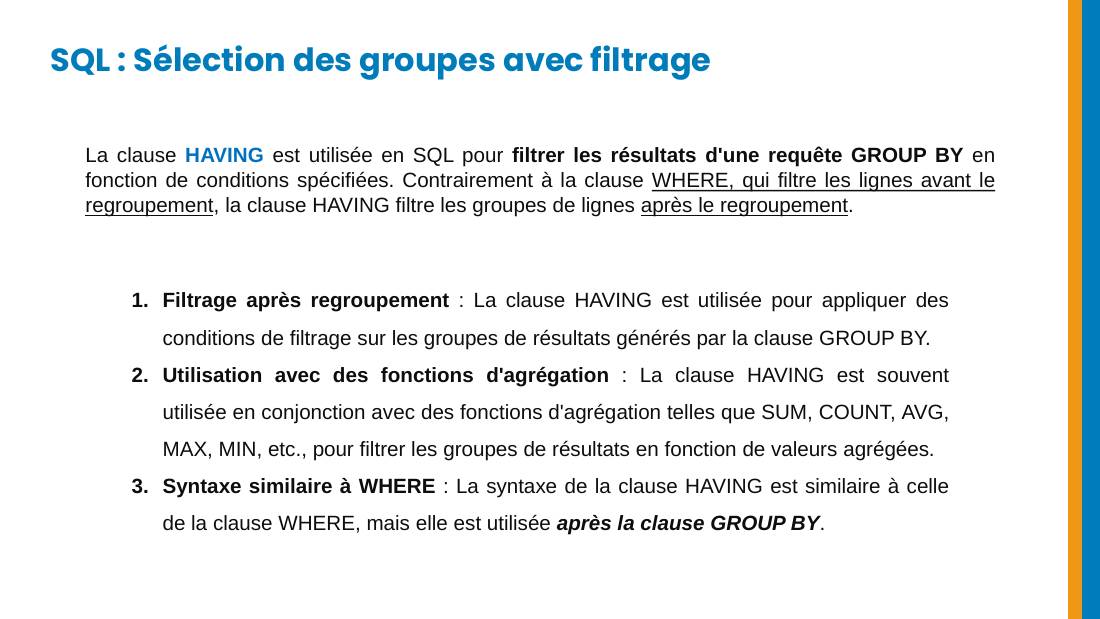 SQL : Sélection des groupes avec filtrage
La clause HAVING est utilisée en SQL pour filtrer les résultats d'une requête GROUP BY en
fonction de conditions spécifiées. Contrairement à la clause WHERE, qui filtre les lignes avant le
regroupement, la clause HAVING filtre les groupes de lignes après le regroupement.
1. Filtrage après regroupement : La clause HAVING est utilisée pour appliquer des
conditions de filtrage sur les groupes de résultats générés par la clause GROUP BY.
2. Utilisation avec des fonctions d'agrégation : La clause HAVING est souvent
utilisée en conjonction avec des fonctions d'agrégation telles que SUM, COUNT, AVG,
MAX, MIN, etc., pour filtrer les groupes de résultats en fonction de valeurs agrégées.
3. Syntaxe similaire à WHERE : La syntaxe de la clause HAVING est similaire à celle
de la clause WHERE, mais elle est utilisée après la clause GROUP BY.